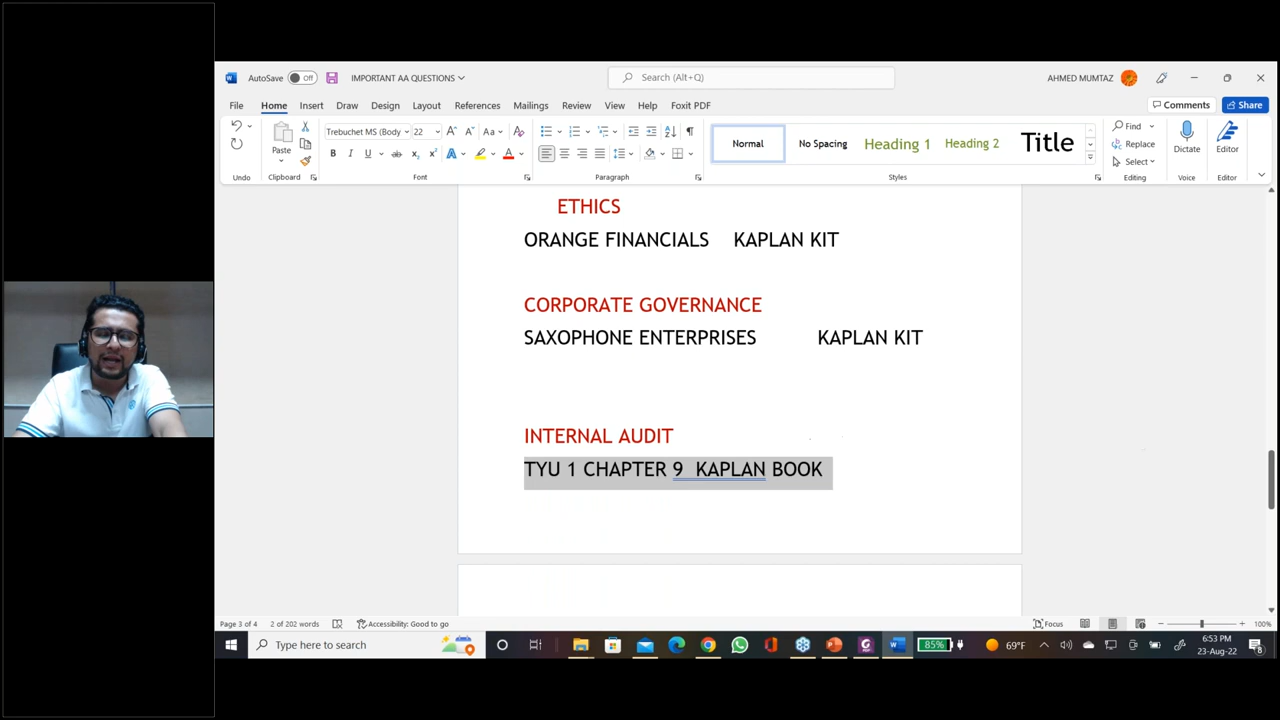 AutoSave Off IMPORTANT AA QUESTIONS Search (Alt+Q) AHMED MUMTAZ
File Home Insert Draw Design Layout References Mailings Review View Help Foxit PDF Comments Share
Trebuchet MS (Body 22 A A Aa A Normal No Spacing Heading 1 Heading 2 Title Find
Paste Replace Dictate Editor
B I U ab x₂ x² A A Select
Undo Clipboard Font Paragraph Styles Editing Voice Editor
ETHICS
ORANGE FINANCIALS KAPLAN KIT
CORPORATE GOVERNANCE
SAXOPHONE ENTERPRISES KAPLAN KIT
INTERNAL AUDIT
TYU 1 CHAPTER 9 KAPLAN BOOK
Page 3 of 4 2 of 202 words Accessibility: Good to go Focus 100%
Type here to search 85% 69°F 6:53 PM
23-Aug-22 8